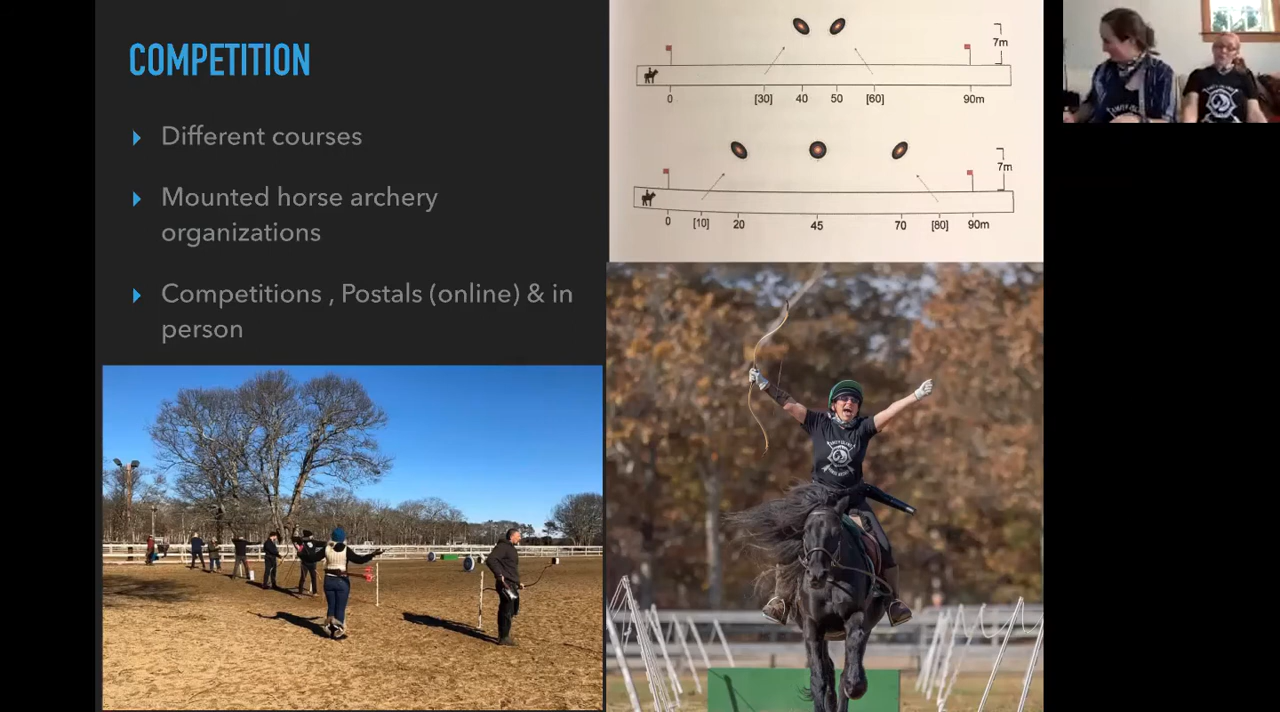 COMPETITION
Different courses
Mounted horse archery
organizations
Competitions , Postals (online) & in
person
7m
0 [30] 40 50 [60] 90m
7m
0 [10] 20 45 70 [80] 90m